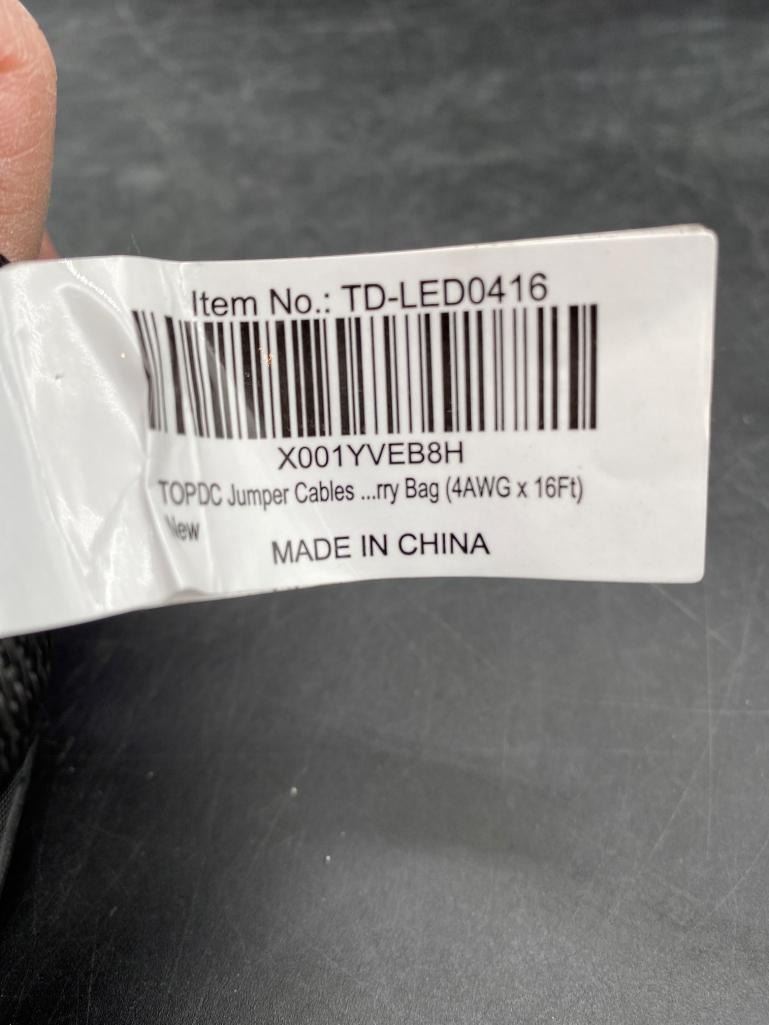 Item No.: TD-LED0416
X001YVEB8H
TOPDC Jumper Cables ...rry Bag (4AWG x 16Ft)
New
MADE IN CHINA